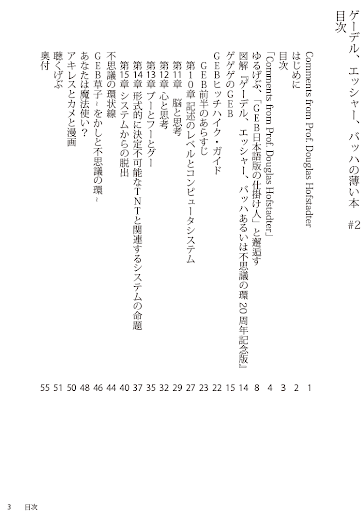 ゲーデル、エッシャー、バッハの薄い本 #2
目次
Comments from Prof. Douglas Hofstadter 1
はじめに 2
目次 3
「Comments from Prof. Douglas Hofstadter」 4
ゆるげぶ、「GEB日本語版の仕掛け人」と邂逅す 8
図解『ゲーデル、エッシャー、バッハあるいは不思議の環 20 周年記念版』 14
ゲゲゲのGEB 15
GEBヒッチハイク・ガイド 22
GEB前半のあらすじ 23
第10章 記述のレベルとコンピュータシステム 27
第11章 脳と思考 29
第12章 心と思考 32
第13章 ブーとフーとグー 35
第14章 形式的に決定不可能なTNTと関連するシステムの命題 37
第15章 システムからの脱出 40
不思議の環状線 44
GEB草子 ~をかしと不思議の環~ 46
あなたは魔法使い? 48
アキレスとカメと漫画 50
聴くげぶ 51
奥付 55
3 目次